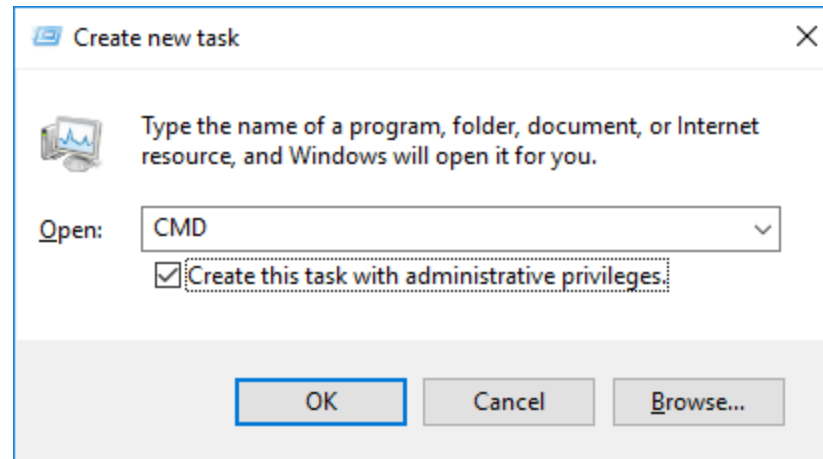 Create new task
Type the name of a program, folder, document, or Internet
resource, and Windows will open it for you.
Open:
CMD
Create this task with administrative privileges.
OK
Cancel
Browse...